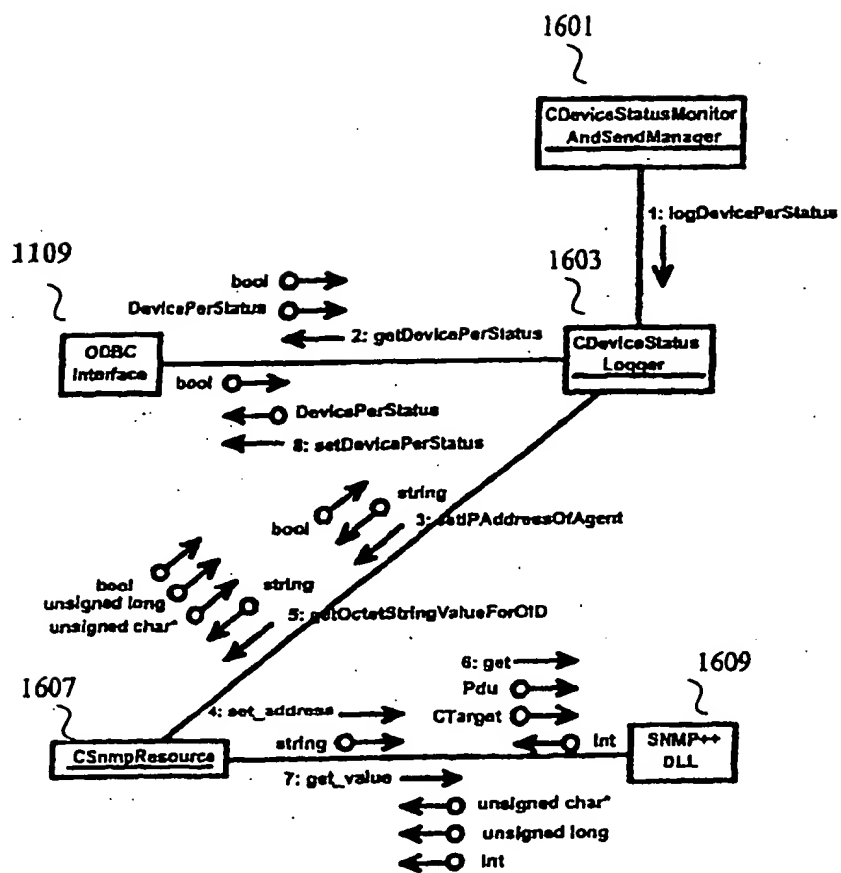 1601
CDeviceStatusMonitor
AndSendManager
1: logDevicePerStatus
1109
1603
bool
DevicePerStatus
2: getDevicePerStatus
ODBC
Interface
CDeviceStatus
Logger
bool
DevicePerStatus
8: setDevicePerStatus
string
bool
3: setIPAddressOfAgent
bool
unsigned long
unsigned char*
string
5: getOctetStringValueForOID
6: get
Pdu
CTarget
int
1607
1609
4: set_address
string
CSnmpResource
SNMP++
DLL
7: get_value
unsigned char*
unsigned long
int